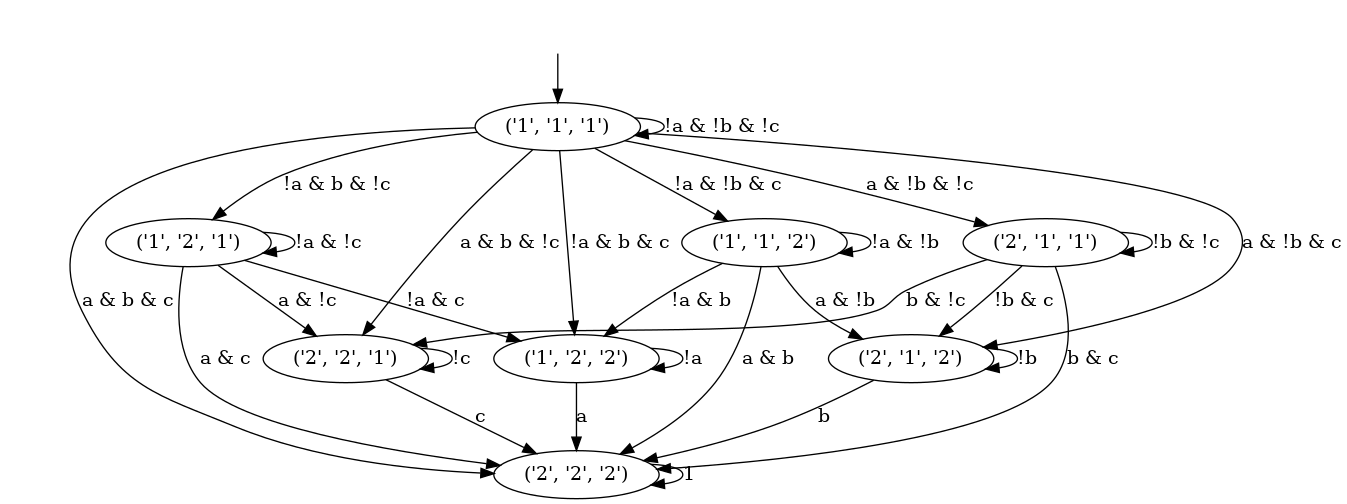 ('1', '1', '1')
!a & !b & !c
!a & b & !c
!a & !b & c
a & !b & !c
('1', '2', '1')
!a & !c
a & b & !c
!a & b & c
('1', '1', '2')
!a & !b
('2', '1', '1')
!b & !c
a & !b & c
a & b & c
a & !c
!a & c
!a & b
a & !b
b & !c
!b & c
a & c
('2', '2', '1')
!c
('1', '2', '2')
!a
a & b
('2', '1', '2')
!b
b & c
c
a
b
('2', '2', '2')
1